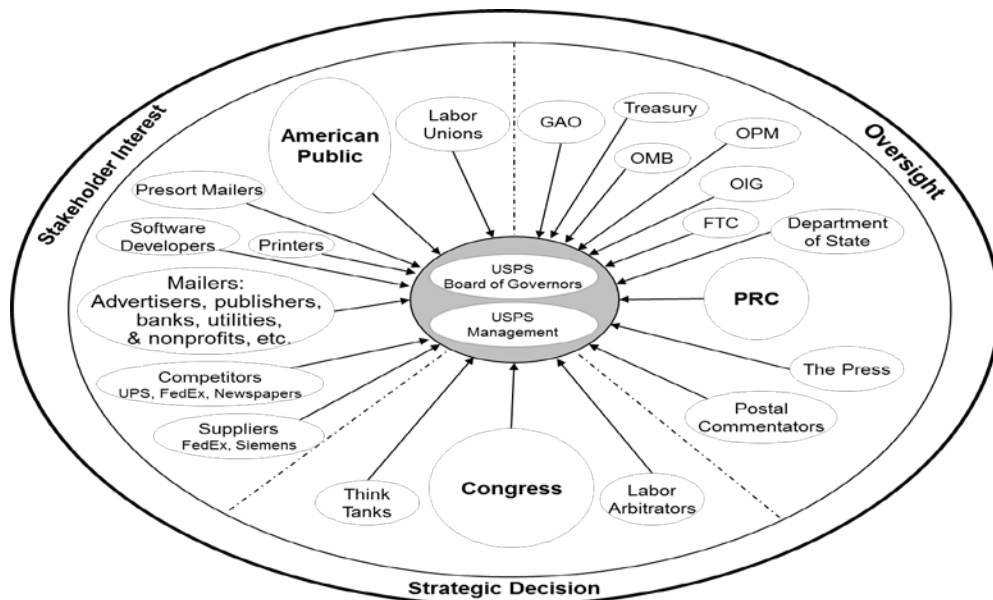 Stakeholder Interest
Oversight
Strategic Decision
American
Public
Labor
Unions
Presort Mailers
Software
Developers
Printers
Mailers:
Advertisers, publishers,
banks, utilities,
& nonprofits, etc.
Competitors
UPS, FedEx, Newspapers
Suppliers
FedEx, Siemens
GAO
Treasury
OMB
OPM
OIG
FTC
Department
of State
PRC
The Press
Postal
Commentators
USPS
Board of Governors
USPS
Management
Think
Tanks
Congress
Labor
Arbitrators